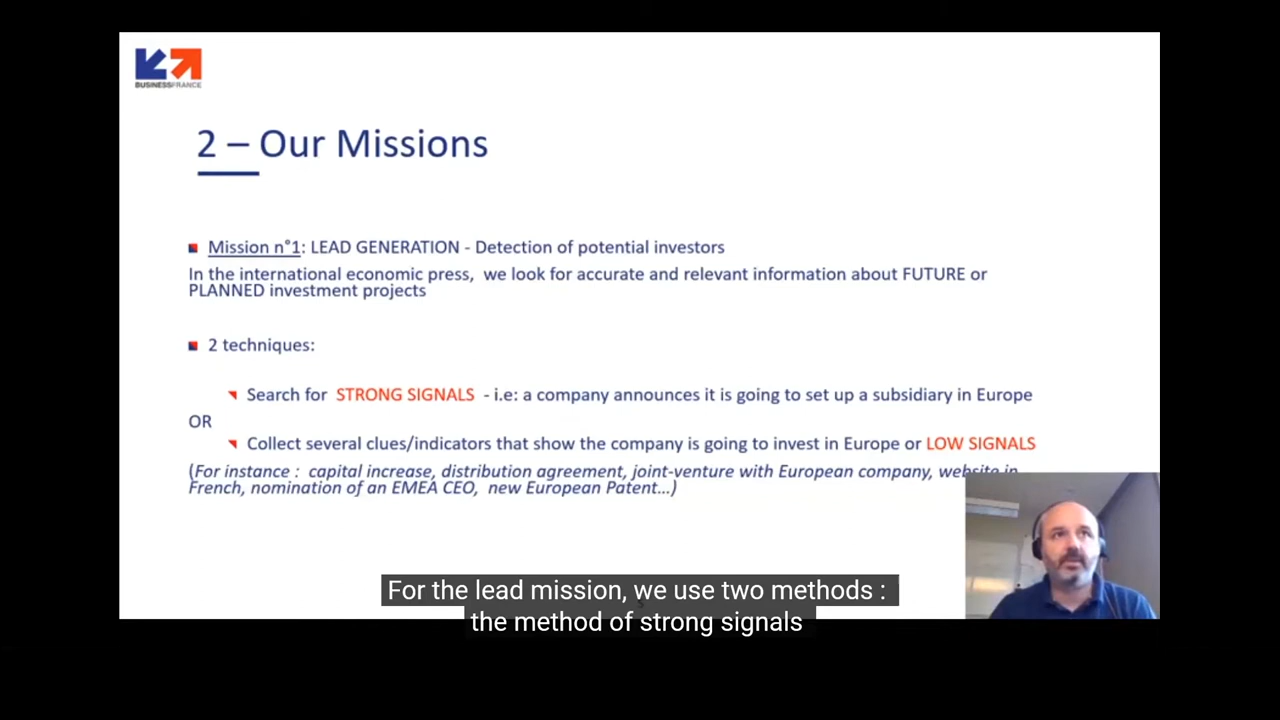 BUSINESSFRANCE
2 – Our Missions
Mission n°1: LEAD GENERATION - Detection of potential investors
In the international economic press, we look for accurate and relevant information about FUTURE or
PLANNED investment projects
2 techniques:
Search for STRONG SIGNALS - i.e: a company announces it is going to set up a subsidiary in Europe
OR
Collect several clues/indicators that show the company is going to invest in Europe or LOW SIGNALS
(For instance : capital increase, distribution agreement, joint-venture with European company, website in
French, nomination of an EMEA CEO, new European Patent...)
For the lead mission, we use two methods :
the method of strong signals